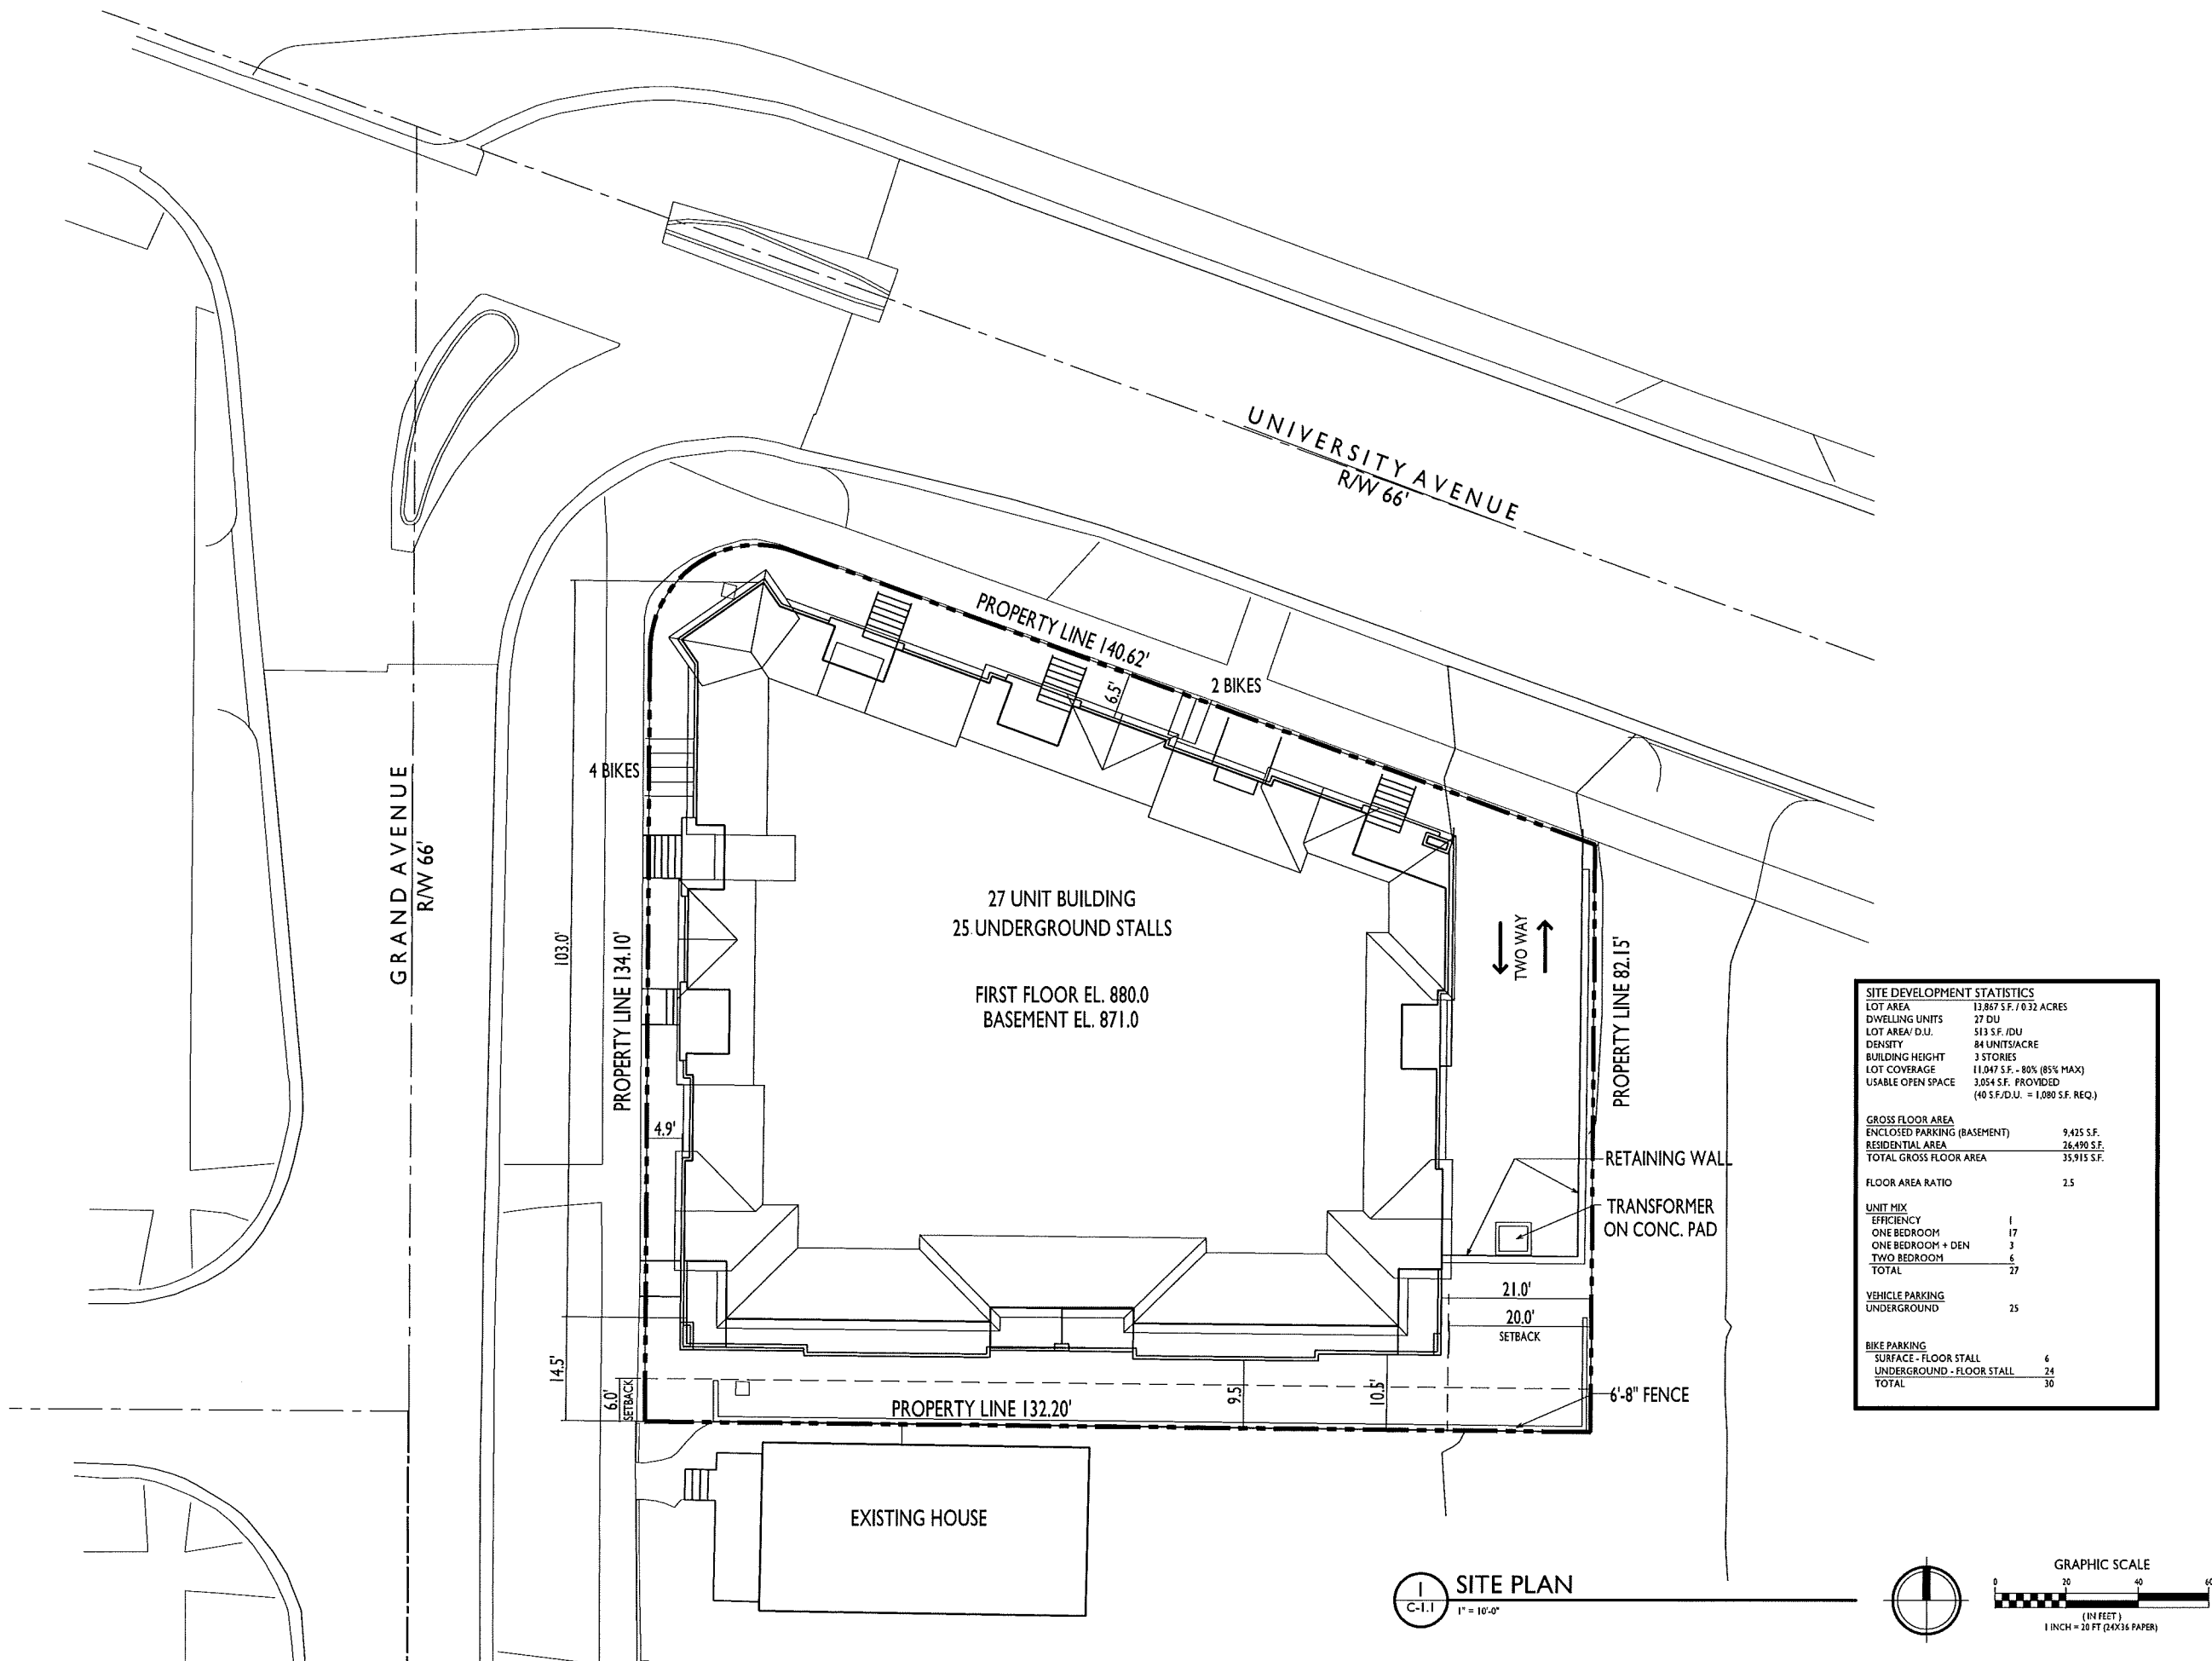 UNIVERSITY AVENUE
R/W 66'
PROPERTY LINE 140.62'
6.5'
2 BIKES
4 BIKES
GRAND AVENUE
R/W 66'
103.0'
PROPERTY LINE 134.10'
27 UNIT BUILDING
25 UNDERGROUND STALLS
FIRST FLOOR EL. 880.0
BASEMENT EL. 871.0
TWO WAY
PROPERTY LINE 82.15'
4.9'
RETAINING WALL
TRANSFORMER
ON CONC. PAD
21.0'
20.0'
SETBACK
14.5'
6.0'
SETBACK
9.5'
10.5'
PROPERTY LINE 132.20'
6'-8" FENCE
EXISTING HOUSE
SITE DEVELOPMENT STATISTICS
LOT AREA 13,867 S.F. / 0.32 ACRES
DWELLING UNITS 27 DU
LOT AREA/ D.U. 513 S.F. /DU
DENSITY 84 UNITS/ACRE
BUILDING HEIGHT 3 STORIES
LOT COVERAGE 11,047 S.F. - 80% (85% MAX)
USABLE OPEN SPACE 3,054 S.F. PROVIDED
(40 S.F./D.U. = 1,080 S.F. REQ.)
GROSS FLOOR AREA
ENCLOSED PARKING (BASEMENT) 9,425 S.F.
RESIDENTIAL AREA 26,490 S.F.
TOTAL GROSS FLOOR AREA 35,915 S.F.
FLOOR AREA RATIO 2.5
UNIT MIX
EFFICIENCY 1
ONE BEDROOM 17
ONE BEDROOM + DEN 3
TWO BEDROOM 6
TOTAL 27
VEHICLE PARKING
UNDERGROUND 25
BIKE PARKING
SURFACE - FLOOR STALL 6
UNDERGROUND - FLOOR STALL 24
TOTAL 30
1
C-1.1
SITE PLAN
1" = 10'-0"
GRAPHIC SCALE
0 20 40 60
( IN FEET )
1 INCH = 20 FT (24X36 PAPER)